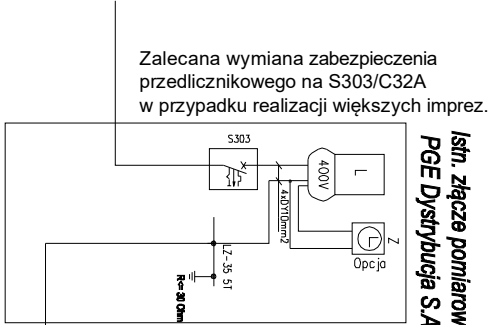 Zalecana wymiana zabezpieczenia
przedlicznikowego na S303/C32A
w przypadku realizacji większych imprez.
S303
400V
L
4xDY10mm2
Z
L
Opcja
LZ-35 5T
R<= 30 Ohm
Istn. złącze pomiarow
PGE Dystrybucja S.A